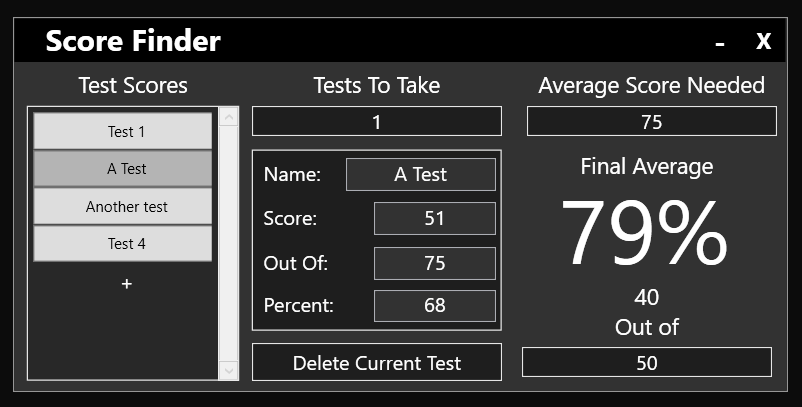 Score Finder
- X
Test Scores
Test 1
A Test
Another test
Test 4
+
Tests To Take
1
Name: A Test
Score: 51
Out Of: 75
Percent: 68
Delete Current Test
Average Score Needed
75
Final Average
79%
40
Out of
50